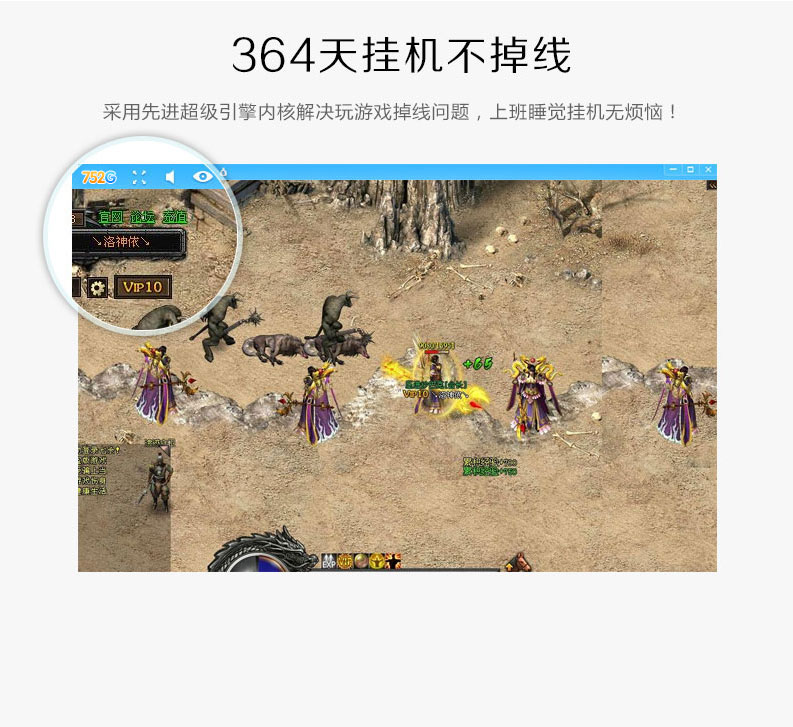 364天挂机不掉线
采用先进超级引擎内核解决玩游戏掉线问题，上班睡觉挂机无烦恼！
752G
官网 论坛 充值
↘洛神依↘
VIP10
+65
VIP10
EXP
VIP